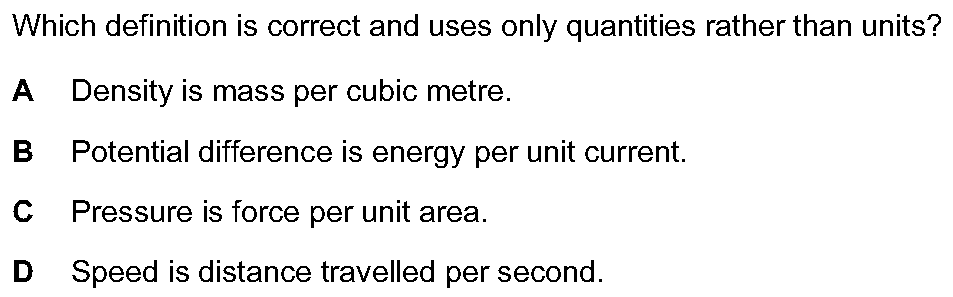 Which definition is correct and uses only quantities rather than units?
A Density is mass per cubic metre.
B Potential difference is energy per unit current.
C Pressure is force per unit area.
D Speed is distance travelled per second.